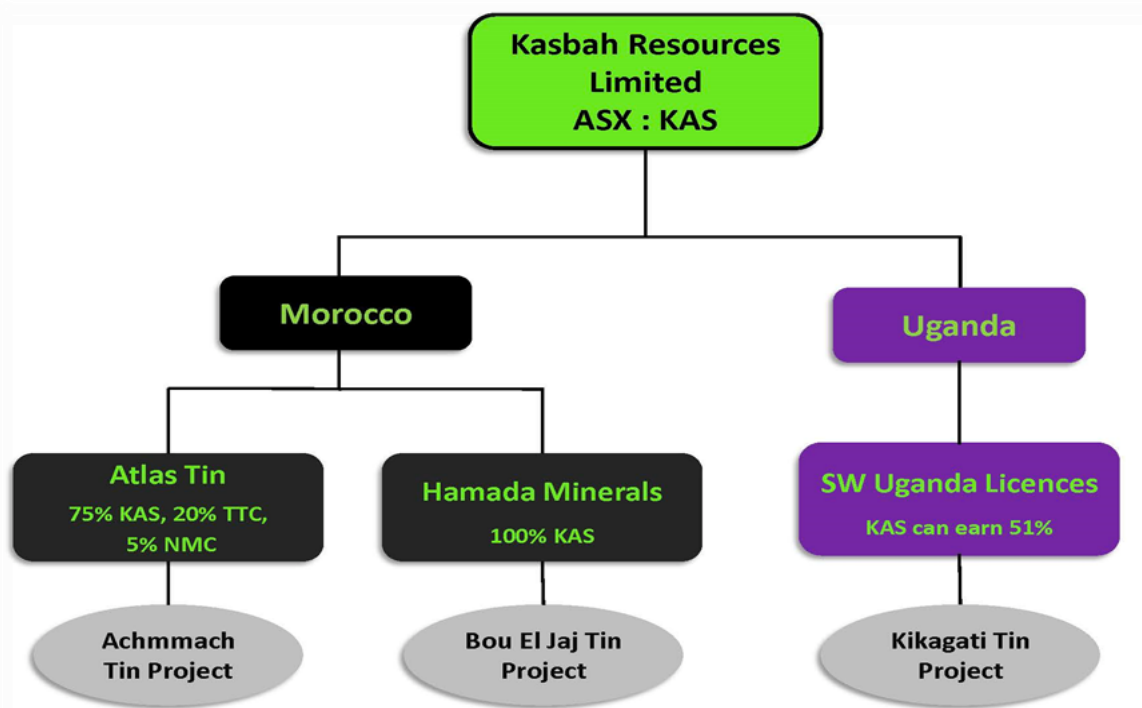 Kasbah Resources
Limited
ASX : KAS
Morocco
Uganda
Atlas Tin
75% KAS, 20% TTC,
5% NMC
Hamada Minerals
100% KAS
SW Uganda Licences
KAS can earn 51%
Achmmach
Tin Project
Bou El Jaj Tin
Project
Kikagati Tin
Project